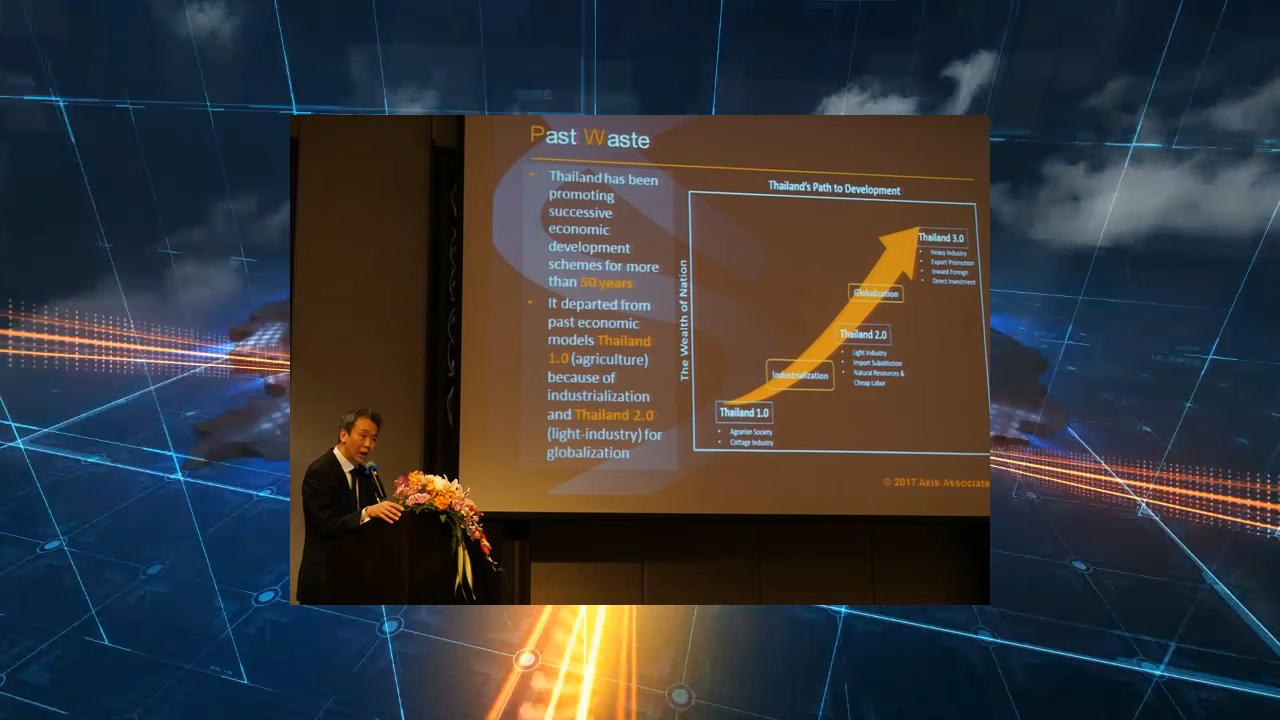 Past Waste
Thailand has been
promoting
successive
economic
development
schemes for more
than 50 years
It departed from
past economic
models Thailand
1.0 (agriculture)
because of
industrialization
and Thailand 2.0
(light-industry) for
globalization
Thailand's Path to Development
The Wealth of Nation
Thailand 3.0
Heavy Industry
Export Promotion
Inward Foreign
Direct Investment
Globalization
Thailand 2.0
Light Industry
Import Substitution
Natural Resources &
Cheap Labor
Industrialization
Thailand 1.0
Agrarian Society
Cottage Industry
© 2017 Axis Associate